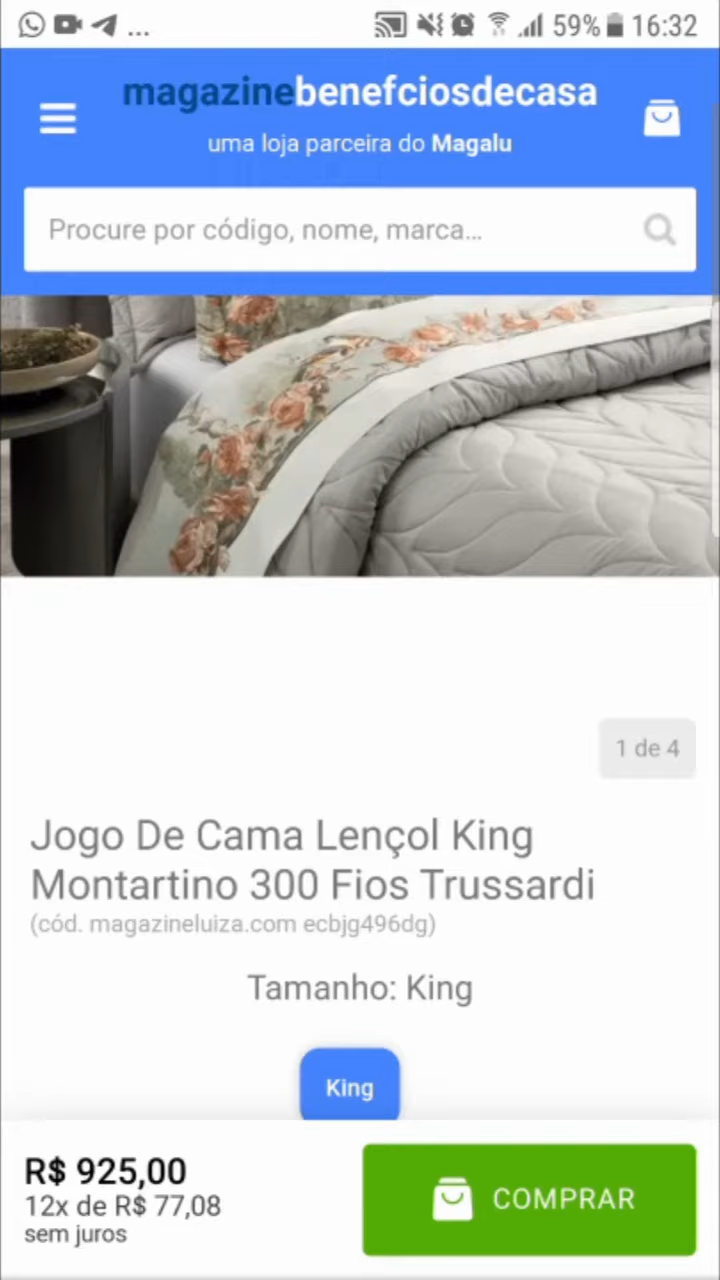 ... 59% 16:32
magazinebenefciosdecasa
uma loja parceira do Magalu
Procure por código, nome, marca...
1 de 4
Jogo De Cama Lençol King
Montartino 300 Fios Trussardi
(cód. magazineluiza.com ecbjg496dg)
Tamanho: King
King
R$ 925,00
12x de R$ 77,08
sem juros
COMPRAR